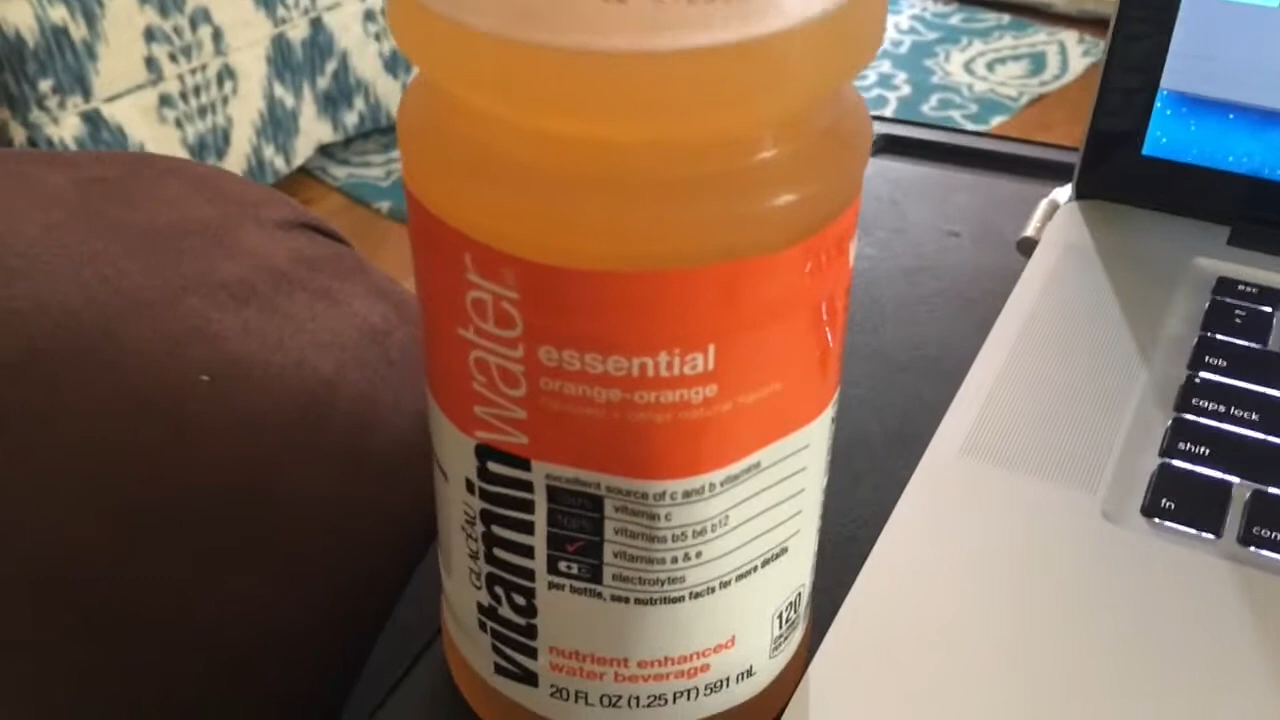 GLACÉAU
vitaminwater
essential
orange-orange
excellent source of c and b vitamins
vitamin c
100% vitamins b5 b6 b12
vitamins a & e
electrolytes
per bottle, see nutrition facts for more details
120
nutrient enhanced
water beverage
20 FL OZ (1.25 PT) 591 mL
esc
tab
caps lock
shift
fn